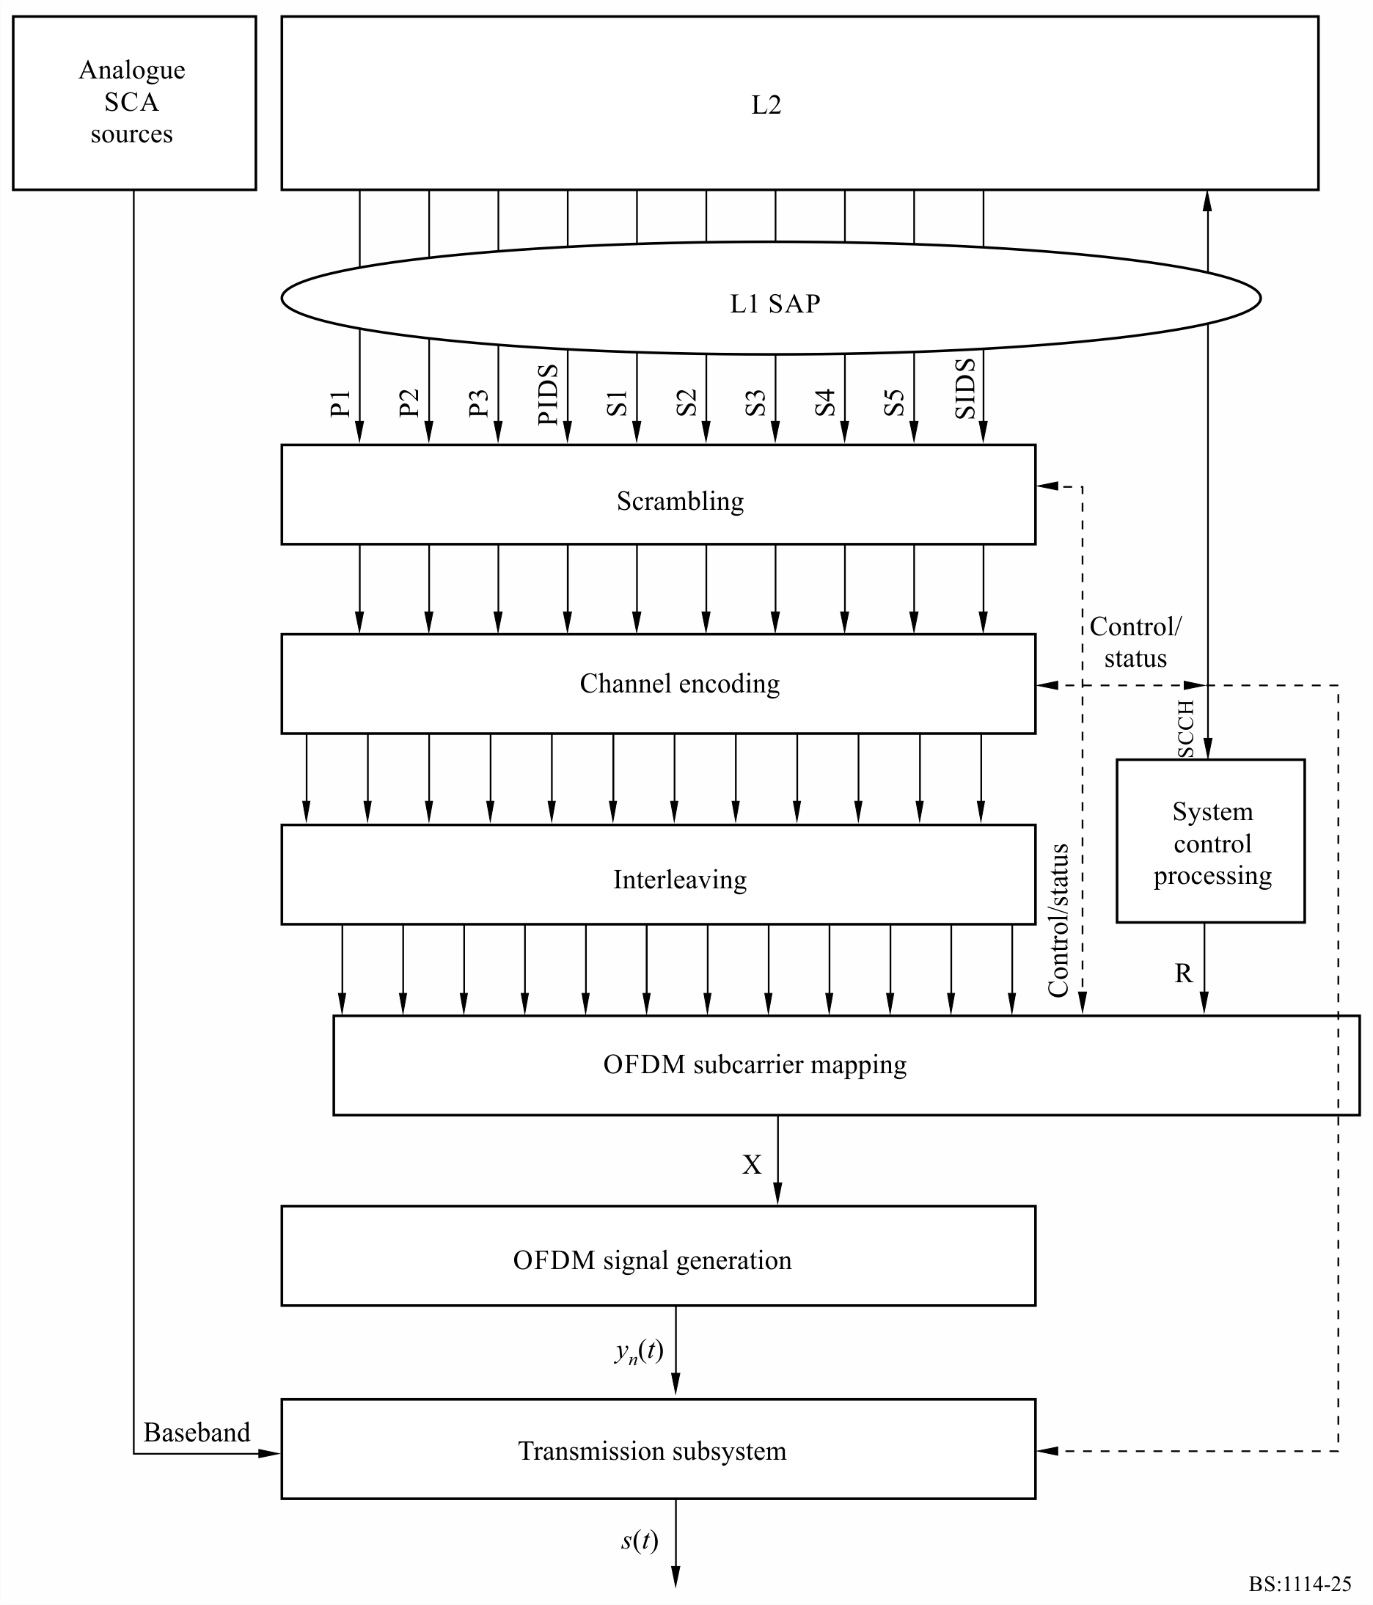 Analogue
SCA
sources
L2
L1 SAP
P1
P2
P3
PIDS
S1
S2
S3
S4
S5
SIDS
Scrambling
Control/
status
Channel encoding
SCCH
System
control
processing
Interleaving
Control/status
R
OFDM subcarrier mapping
X
OFDM signal generation
yn(t)
Baseband
Transmission subsystem
s(t)
BS:1114-25